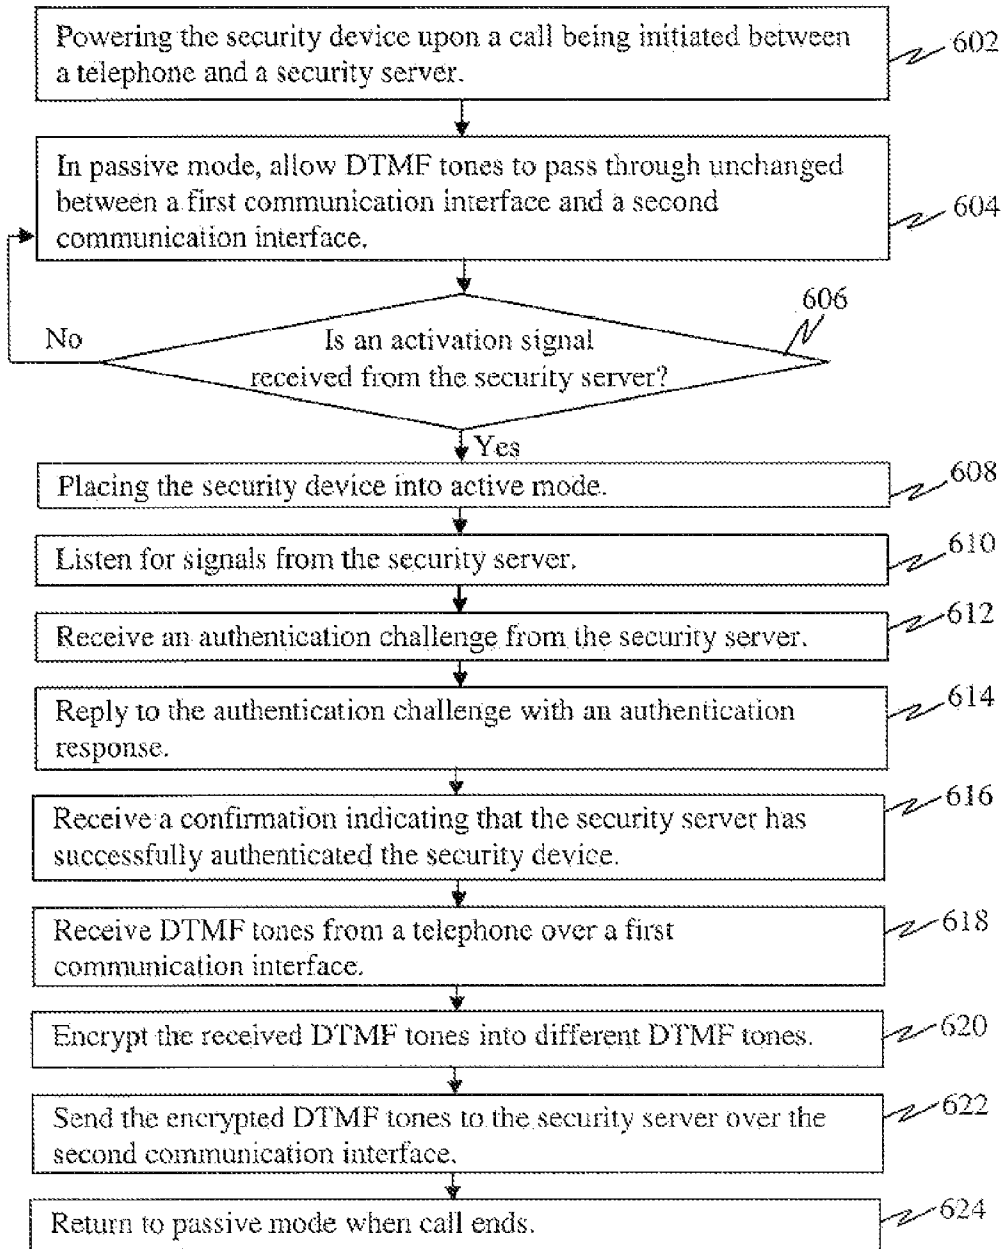 Powering the security device upon a call being initiated between
a telephone and a security server.
602
In passive mode, allow DTMF tones to pass through unchanged
between a first communication interface and a second
communication interface.
604
606
No
Is an activation signal
received from the security server?
Yes
Placing the security device into active mode.
608
Listen for signals from the security server.
610
Receive an authentication challenge from the security server.
612
Reply to the authentication challenge with an authentication
response.
614
Receive a confirmation indicating that the security server has
successfully authenticated the security device.
616
Receive DTMF tones from a telephone over a first
communication interface.
618
Encrypt the received DTMF tones into different DTMF tones.
620
Send the encrypted DTMF tones to the security server over the
second communication interface.
622
Return to passive mode when call ends.
624